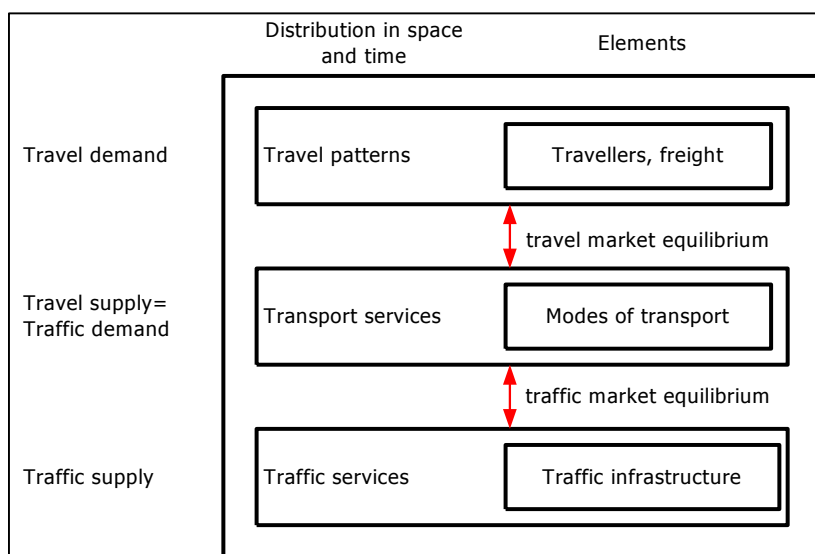 Distribution in space
and time
Elements
Travel demand
Travel patterns
Travellers, freight
travel market equilibrium
Travel supply=
Traffic demand
Transport services
Modes of transport
traffic market equilibrium
Traffic supply
Traffic services
Traffic infrastructure